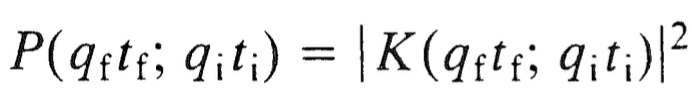 P(q_f t_f; q_i t_i) = |K(q_f t_f; q_i t_i)|²